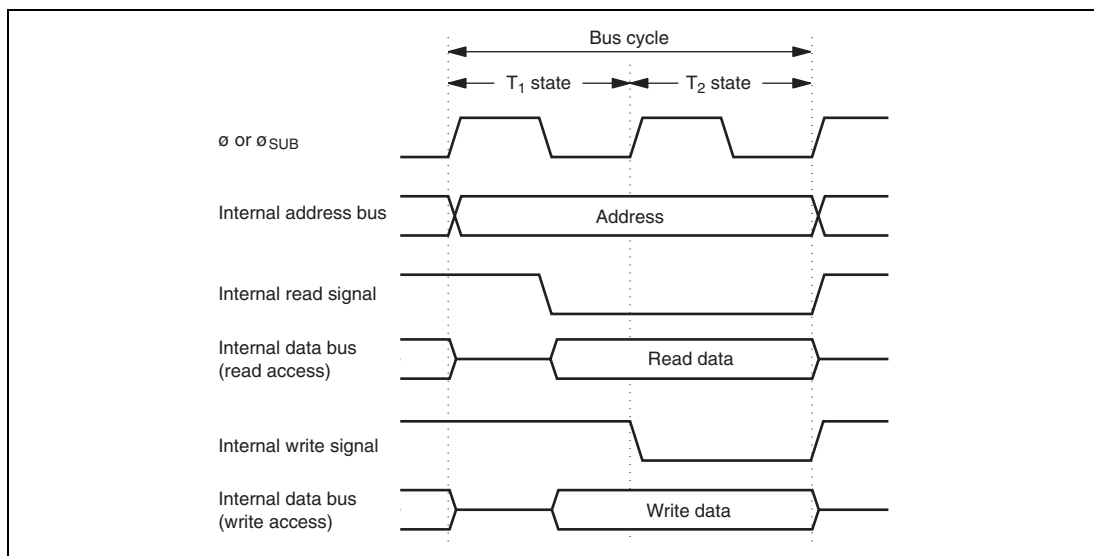 Bus cycle
T₁ state
T₂ state
ø or ø SUB
Internal address bus
Address
Internal read signal
Internal data bus
(read access)
Read data
Internal write signal
Internal data bus
(write access)
Write data